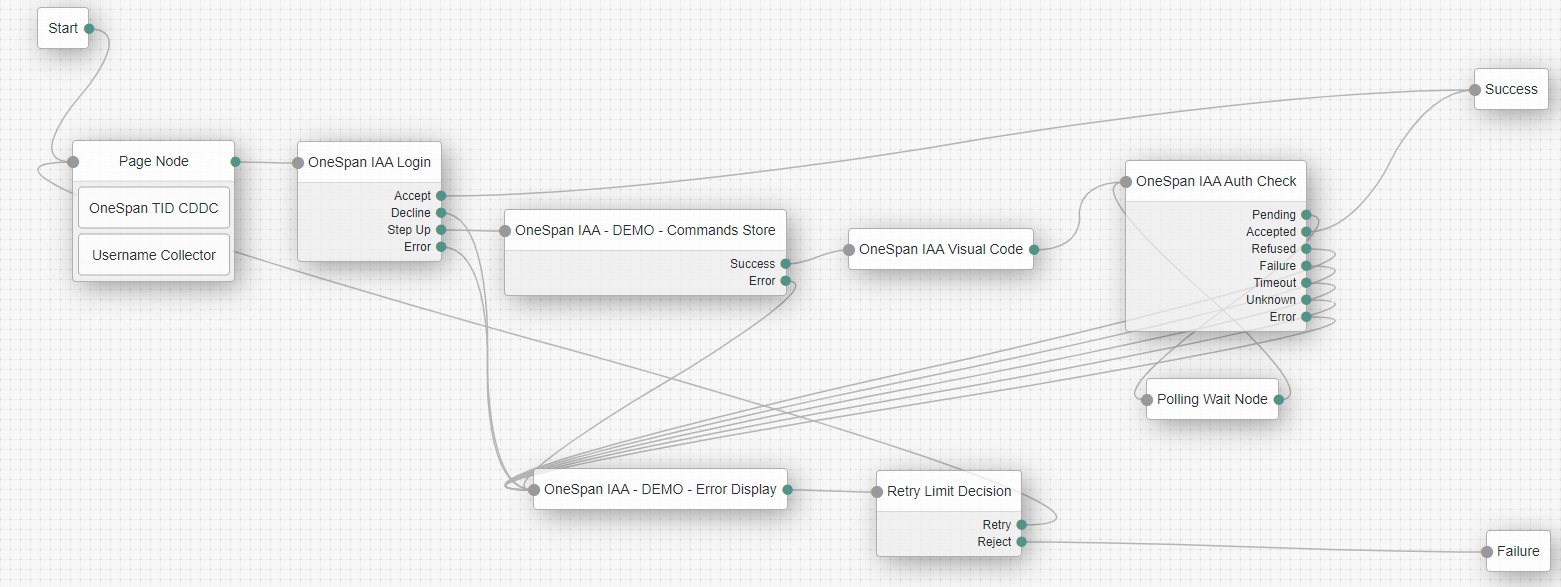 Start
Success
Page Node
OneSpan TID CDDC
Username Collector
OneSpan IAA Login
Accept
Decline
Step Up
Error
OneSpan IAA - DEMO - Commands Store
Success
Error
OneSpan IAA Visual Code
OneSpan IAA Auth Check
Pending
Accepted
Refused
Failure
Timeout
Unknown
Error
Polling Wait Node
OneSpan IAA - DEMO - Error Display
Retry Limit Decision
Retry
Reject
Failure